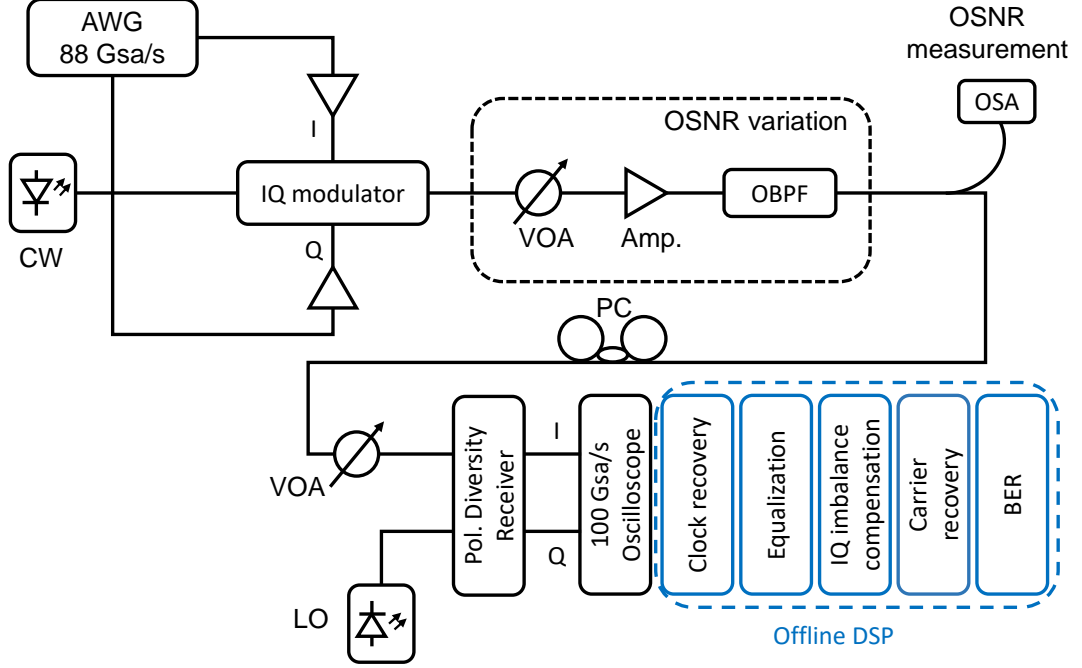 AWG
88 Gsa/s
OSNR
measurement
OSA
I
OSNR variation
IQ modulator
OBPF
VOA
Amp.
CW
Q
PC
VOA
Pol. Diversity
Receiver
I
Q
100 Gsa/s
Oscilloscope
Clock recovery
Equalization
IQ imbalance
compensation
Carrier
recovery
BER
LO
Offline DSP